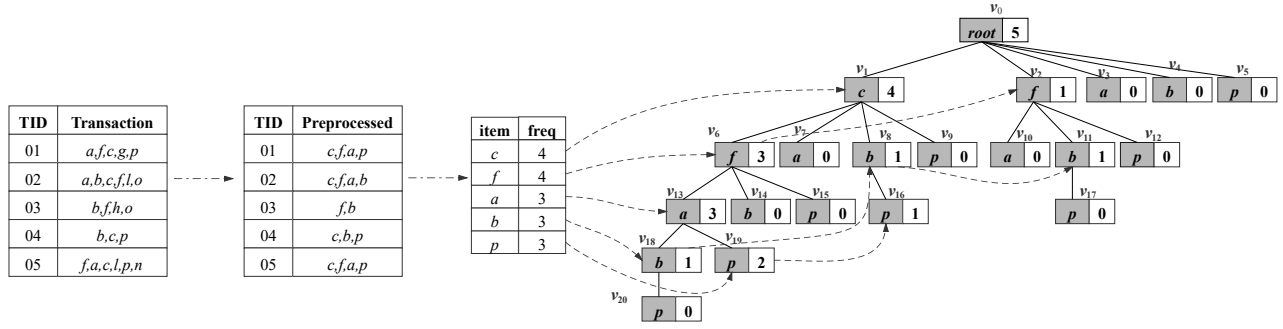 TID Transaction
01 a,f,c,g,p
02 a,b,c,f,l,o
03 b,f,h,o
04 b,c,p
05 f,a,c,l,p,n
TID Preprocessed
01 c,f,a,p
02 c,f,a,b
03 f,b
04 c,b,p
05 c,f,a,p
item freq
c 4
f 4
a 3
b 3
p 3
v0
root 5
v1 v2 v3 v4 v5
c 4 f 1 a 0 b 0 p 0
v6 v7 v8 v9 v10 v11 v12
f 3 a 0 b 1 p 0 a 0 b 1 p 0
v13 v14 v15 v16 v17
a 3 b 0 p 0 p 1 p 0
v18 v19
b 1 p 2
v20
p 0